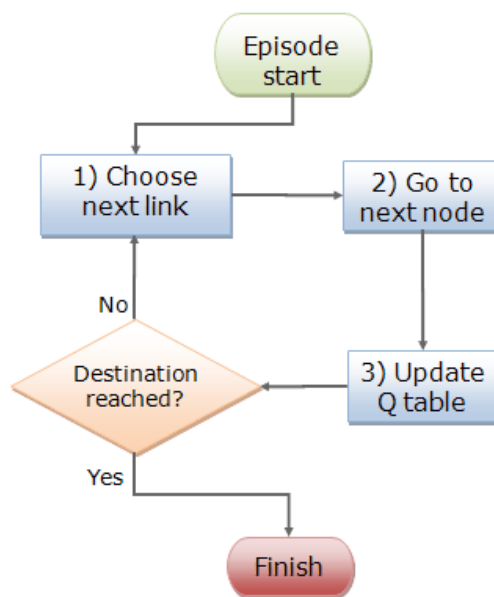 Episode
start
1) Choose
next link
2) Go to
next node
No
Destination
reached?
3) Update
Q table
Yes
Finish